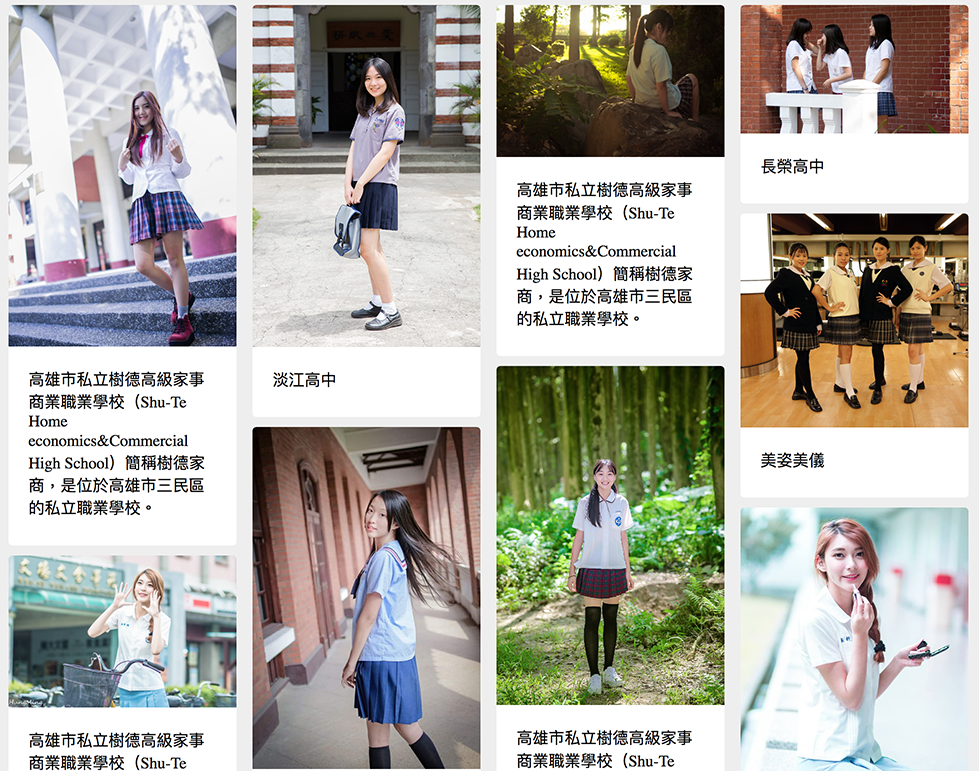 高雄市私立樹德高級家事
商業職業學校（Shu-Te
Home
economics&Commercial
High School）簡稱樹德家
商，是位於高雄市三民區
的私立職業學校。
高雄市私立樹德高級家事
商業職業學校（Shu-Te
淡江高中
高雄市私立樹德高級家事
商業職業學校（Shu-Te
Home
economics&Commercial
High School）簡稱樹德家
商，是位於高雄市三民區
的私立職業學校。
高雄市私立樹德高級家事
商業職業學校（Shu-Te
長榮高中
美姿美儀